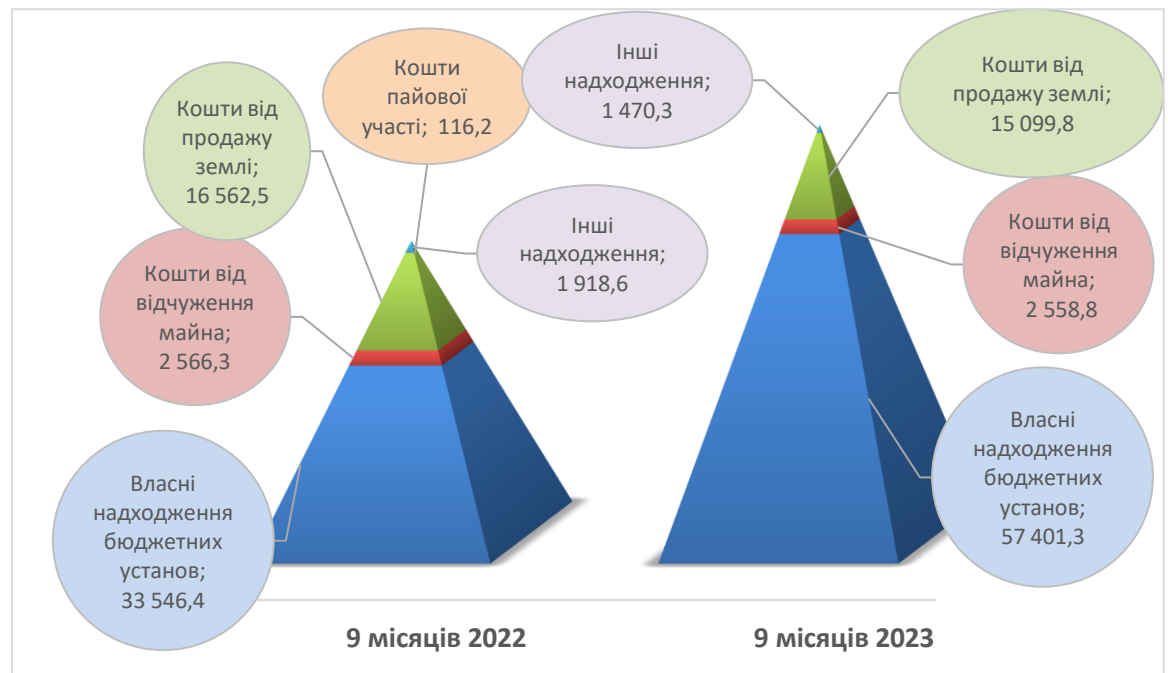 Кошти від
продажу
землі;
16 562,5
Кошти
пайової
участі;  116,2
Інші
надходження;
1 470,3
Кошти від
продажу землі;
15 099,8
Кошти від
відчуження
майна;
2 566,3
Інші
надходження;
1 918,6
Кошти від
відчуження
майна;
2 558,8
Власні
надходження
бюджетних
установ;
33 546,4
Власні
надходження
бюджетних
установ;
57 401,3
9 місяців 2022
9 місяців 2023